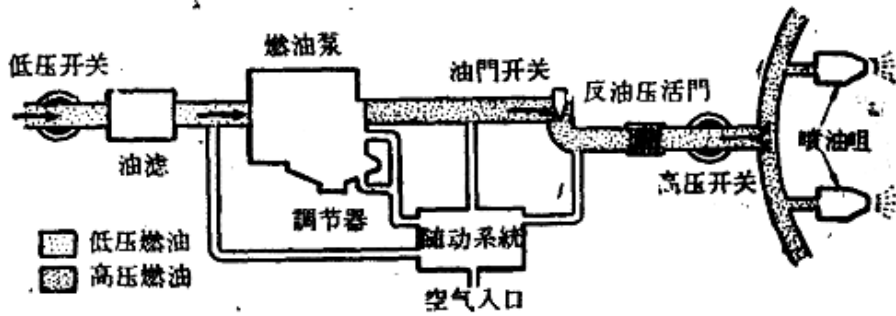 低压开关
油滤
燃油泵
調节器
油門开关
反油压活門
高压开关
喷油咀
随动系統
空气入口
低压燃油
高压燃油